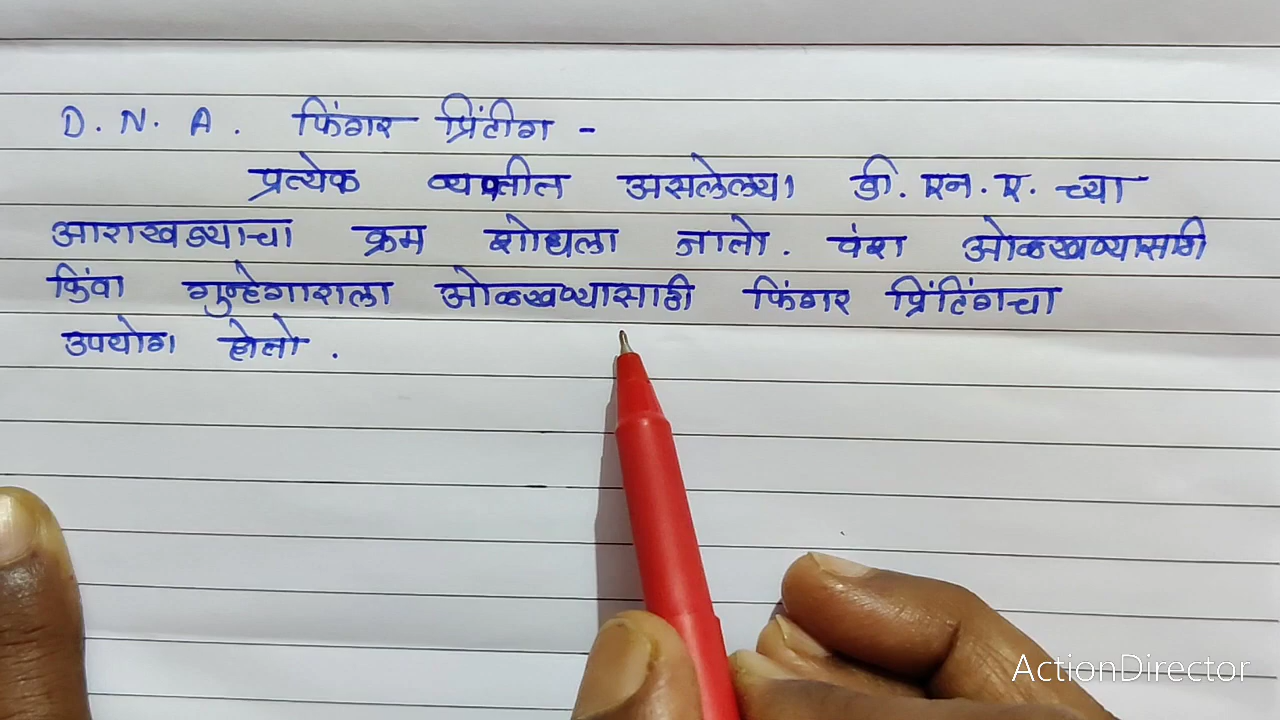 D. N. A. फिंगर प्रिंटींग -
प्रत्येक व्यक्तीत असलेल्या डी. एन. ए. च्या
आराखड्याचा क्रम शोधला जातो. वंश ओळखण्यासाठी
किंवा गुन्हेगाराला ओळखण्यासाठी फिंगर प्रिंटिंगचा
उपयोग होतो.
ActionDirector